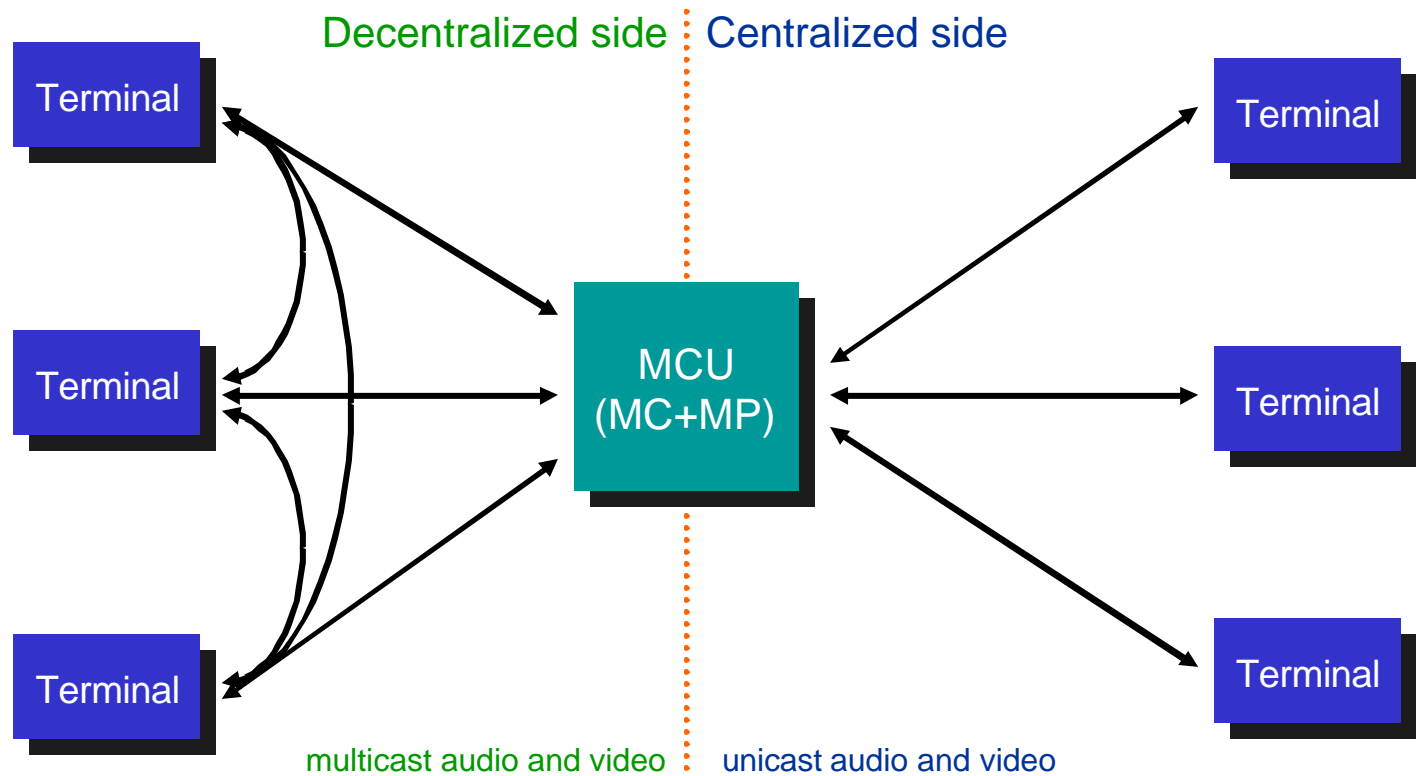 Decentralized side
Centralized side
Terminal
Terminal
Terminal
MCU
(MC+MP)
Terminal
Terminal
Terminal
multicast audio and video
unicast audio and video